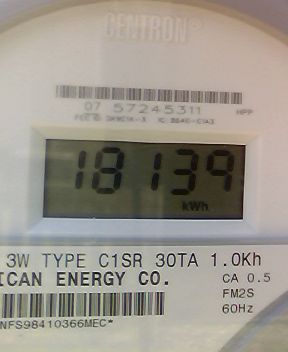 CENTRON®
07 57245311 HPP
18139
kWh
3W TYPE C1SR 30TA 1.0Kh
ICAN ENERGY CO. CA 0.5
FM2S
60Hz
NFS98410366MEC*